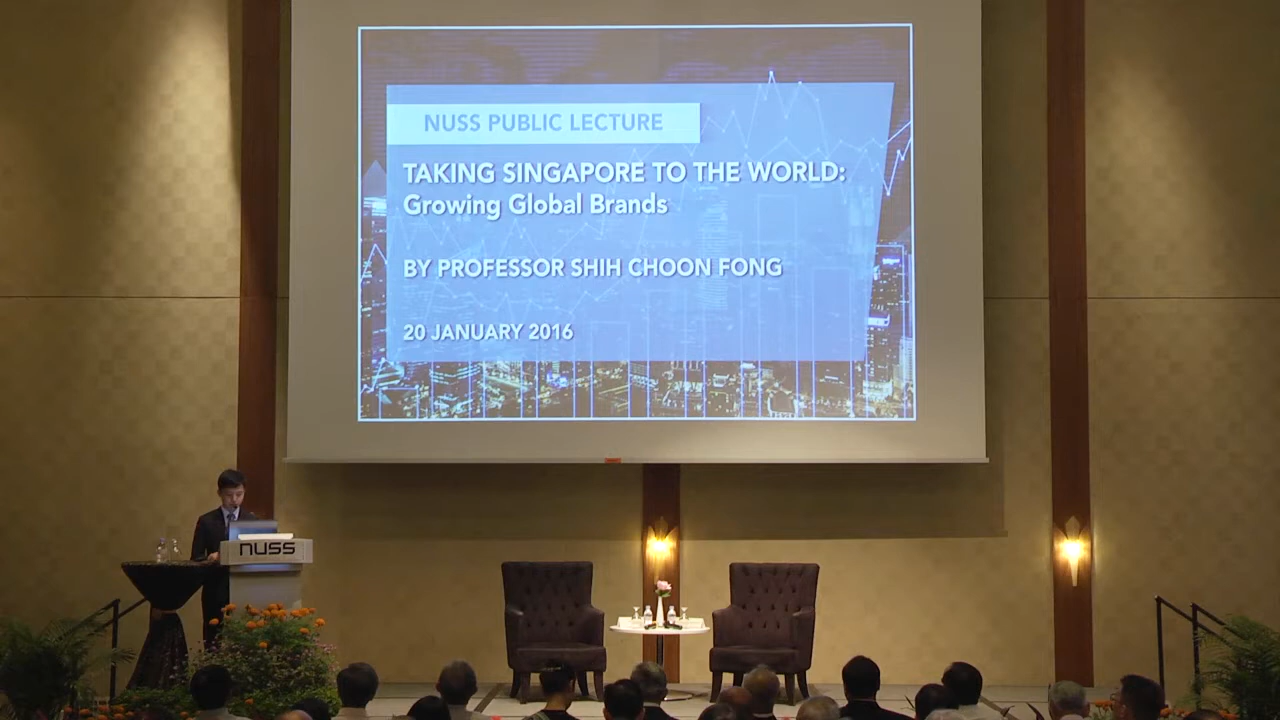 NUSS PUBLIC LECTURE
TAKING SINGAPORE TO THE WORLD:
Growing Global Brands
BY PROFESSOR SHIH CHOON FONG
20 JANUARY 2016
nuss